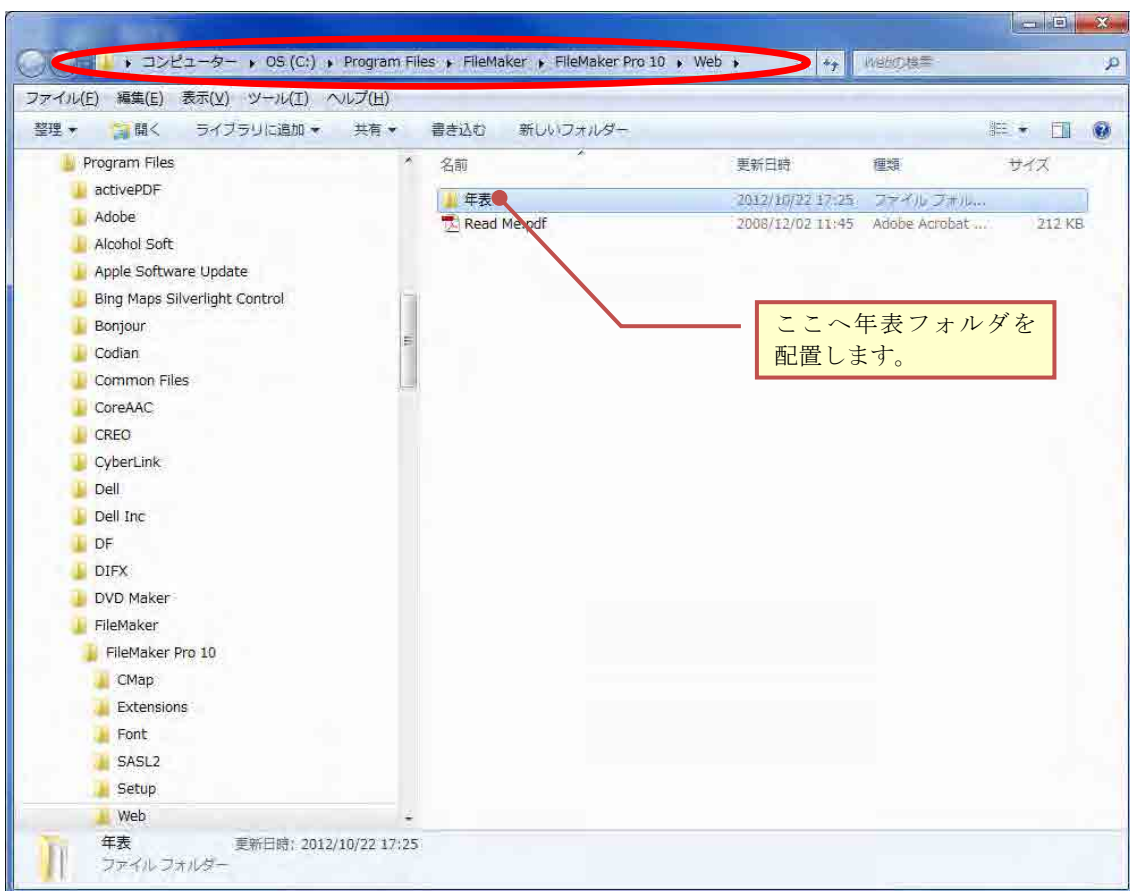 コンピューター ▸ OS (C:) ▸ Program Files ▸ FileMaker ▸ FileMaker Pro 10 ▸ Web ▸
Webの検索
ファイル(F) 編集(E) 表示(V) ツール(T) ヘルプ(H)
整理 ▼ 開く ライブラリに追加 ▼ 共有 ▼ 書き込む 新しいフォルダー
Program Files
activePDF
Adobe
Alcohol Soft
Apple Software Update
Bing Maps Silverlight Control
Bonjour
Codian
Common Files
CoreAAC
CREO
CyberLink
Dell
Dell Inc
DF
DIFX
DVD Maker
FileMaker
FileMaker Pro 10
CMap
Extensions
Font
SASL2
Setup
Web
名前 更新日時 種類 サイズ
年表 2012/10/22 17:25 ファイル フォル...
Read Me.pdf 2008/12/02 11:45 Adobe Acrobat ... 212 KB
ここへ年表フォルダを
配置します。
年表 更新日時: 2012/10/22 17:25
ファイル フォルダー